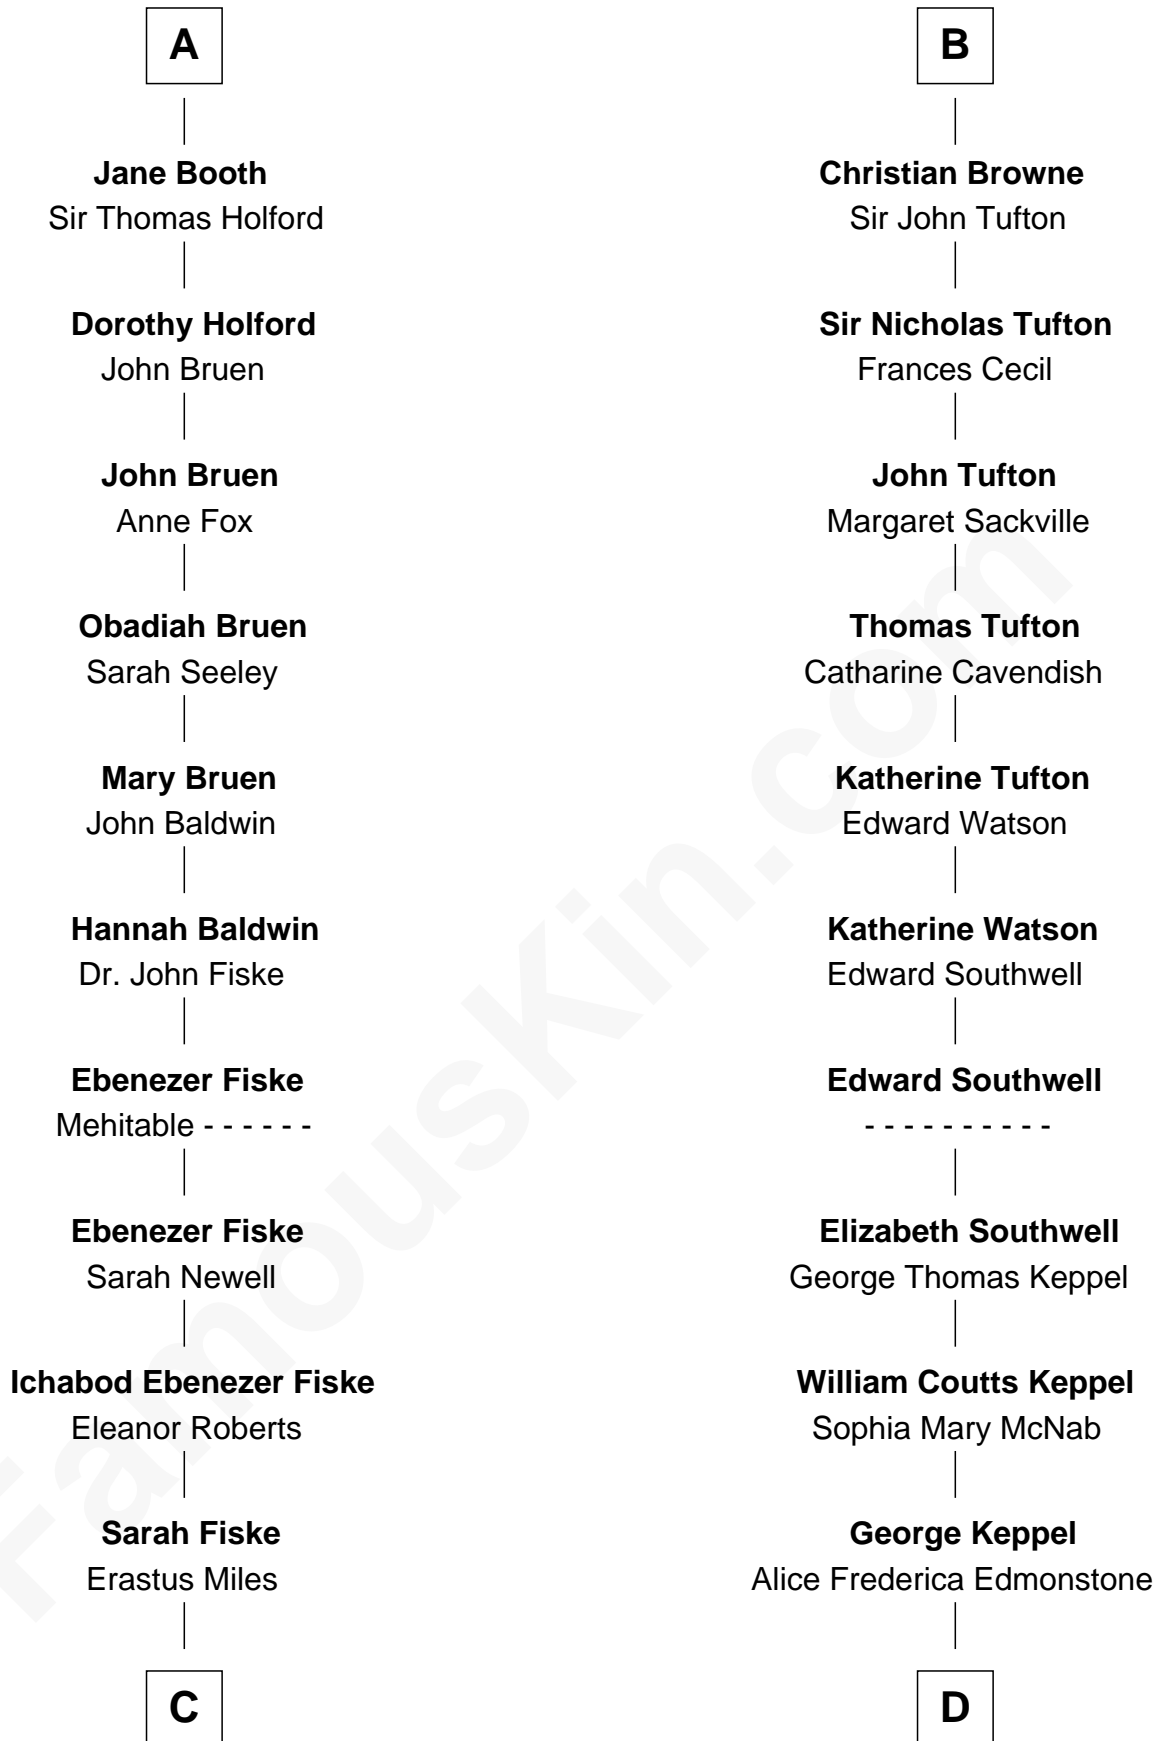 A
Jane Booth
Sir Thomas Holford
Dorothy Holford
John Bruen
John Bruen
Anne Fox
Obadiah Bruen
Sarah Seeley
Mary Bruen
John Baldwin
Hannah Baldwin
Dr. John Fiske
Ebenezer Fiske
Mehitable - - - - - -
Ebenezer Fiske
Sarah Newell
Ichabod Ebenezer Fiske
Eleanor Roberts
Sarah Fiske
Erastus Miles
C
B
Christian Browne
Sir John Tufton
Sir Nicholas Tufton
Frances Cecil
John Tufton
Margaret Sackville
Thomas Tufton
Catharine Cavendish
Katherine Tufton
Edward Watson
Katherine Watson
Edward Southwell
Edward Southwell
- - - - - - - - - -
Elizabeth Southwell
George Thomas Keppel
William Coutts Keppel
Sophia Mary McNab
George Keppel
Alice Frederica Edmonstone
D
FamousKin.com